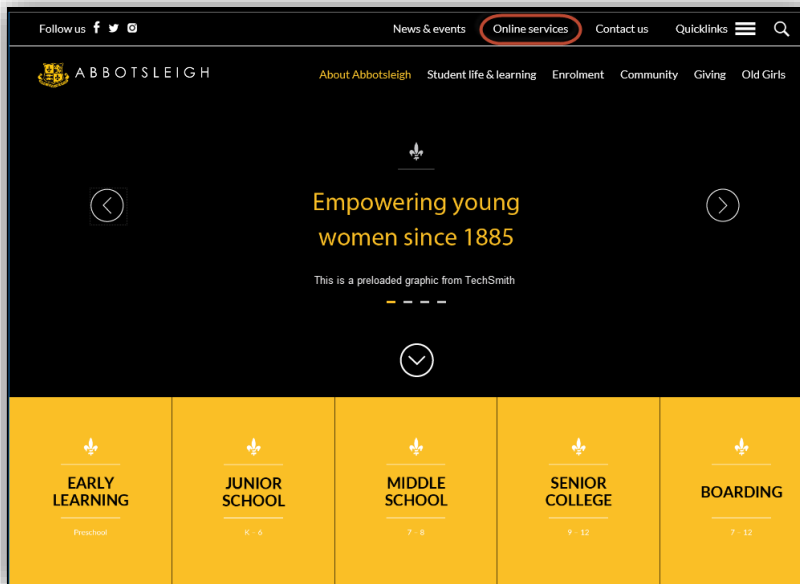 Follow us
News & events
Online services
Contact us
Quicklinks
ABBOTSLEIGH
About Abbotsleigh
Student life & learning
Enrolment
Community
Giving
Old Girls
Empowering young
women since 1885
This is a preloaded graphic from TechSmith
EARLY
LEARNING
Preschool
JUNIOR
SCHOOL
K - 6
MIDDLE
SCHOOL
7 - 8
SENIOR
COLLEGE
9 - 12
BOARDING
7 - 12